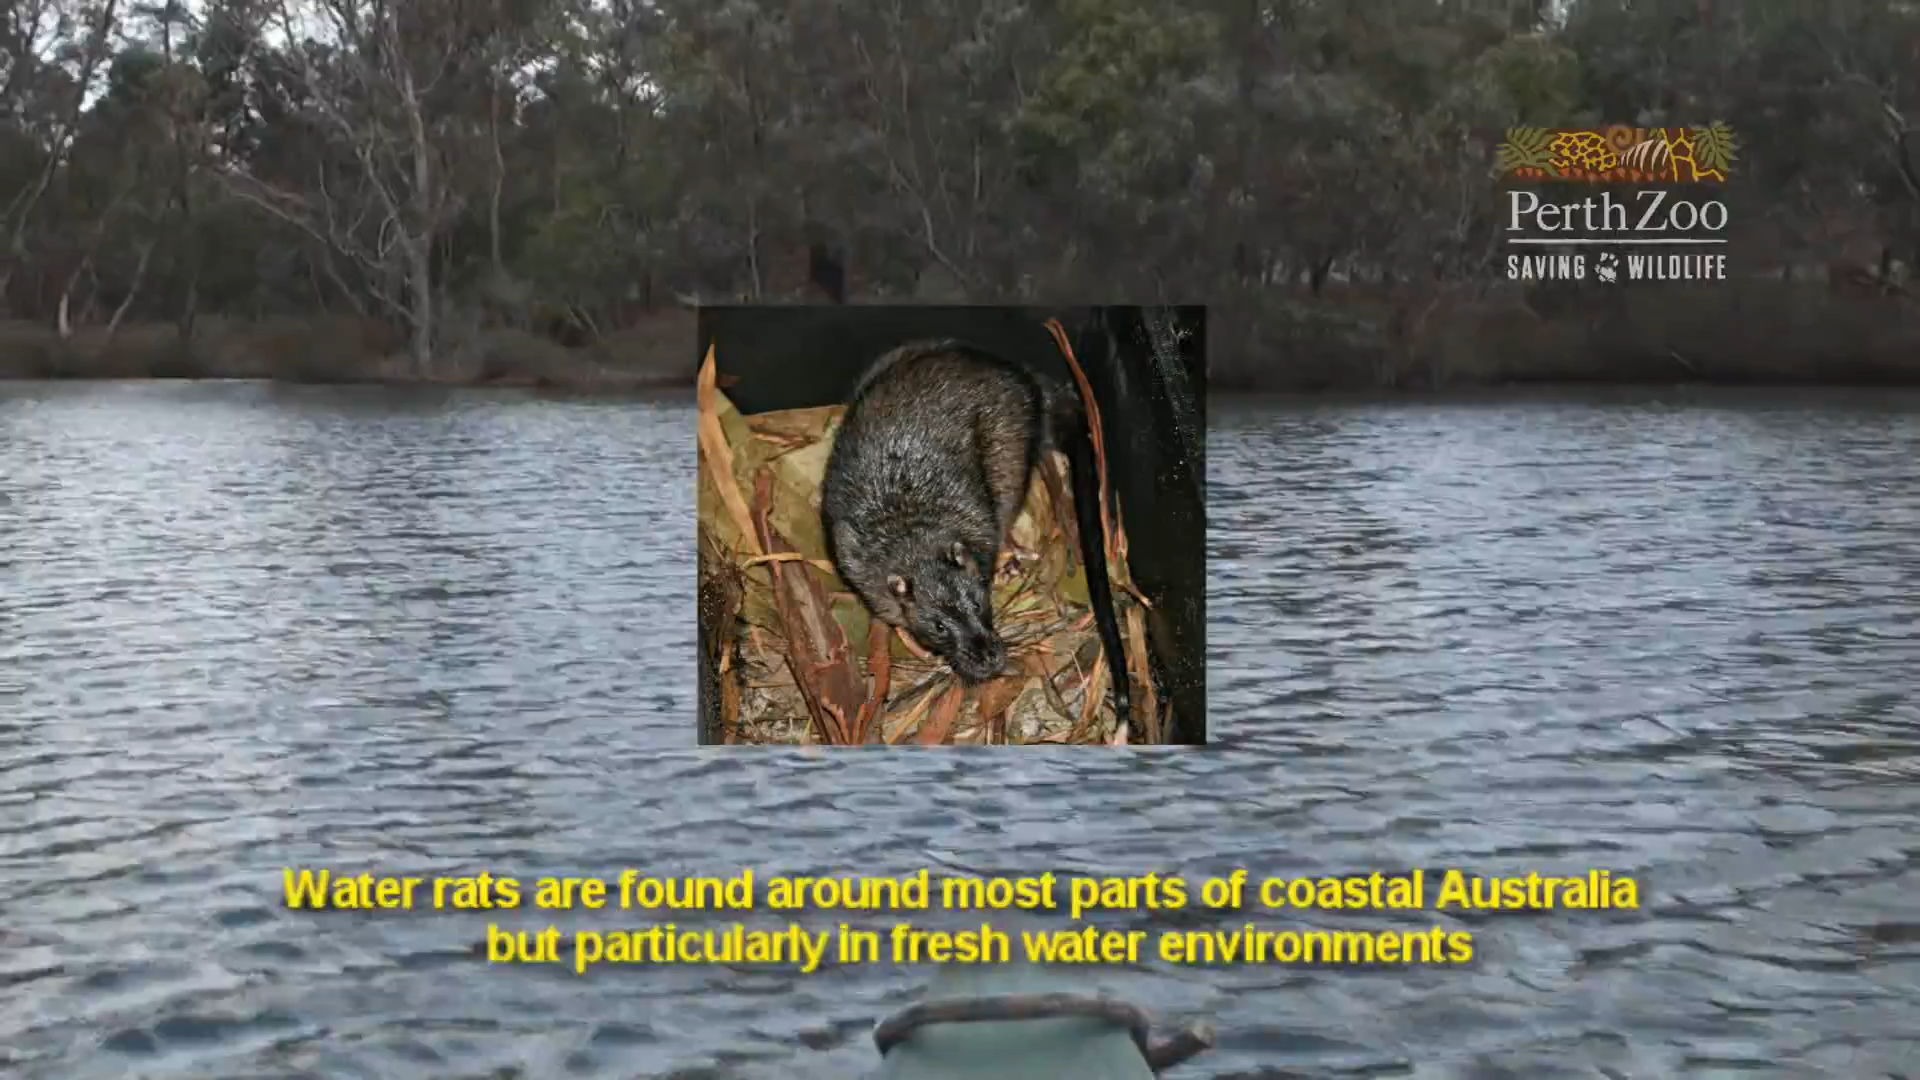 Perth Zoo
SAVING WILDLIFE
Water rats are found around most parts of coastal Australia
but particularly in fresh water environments